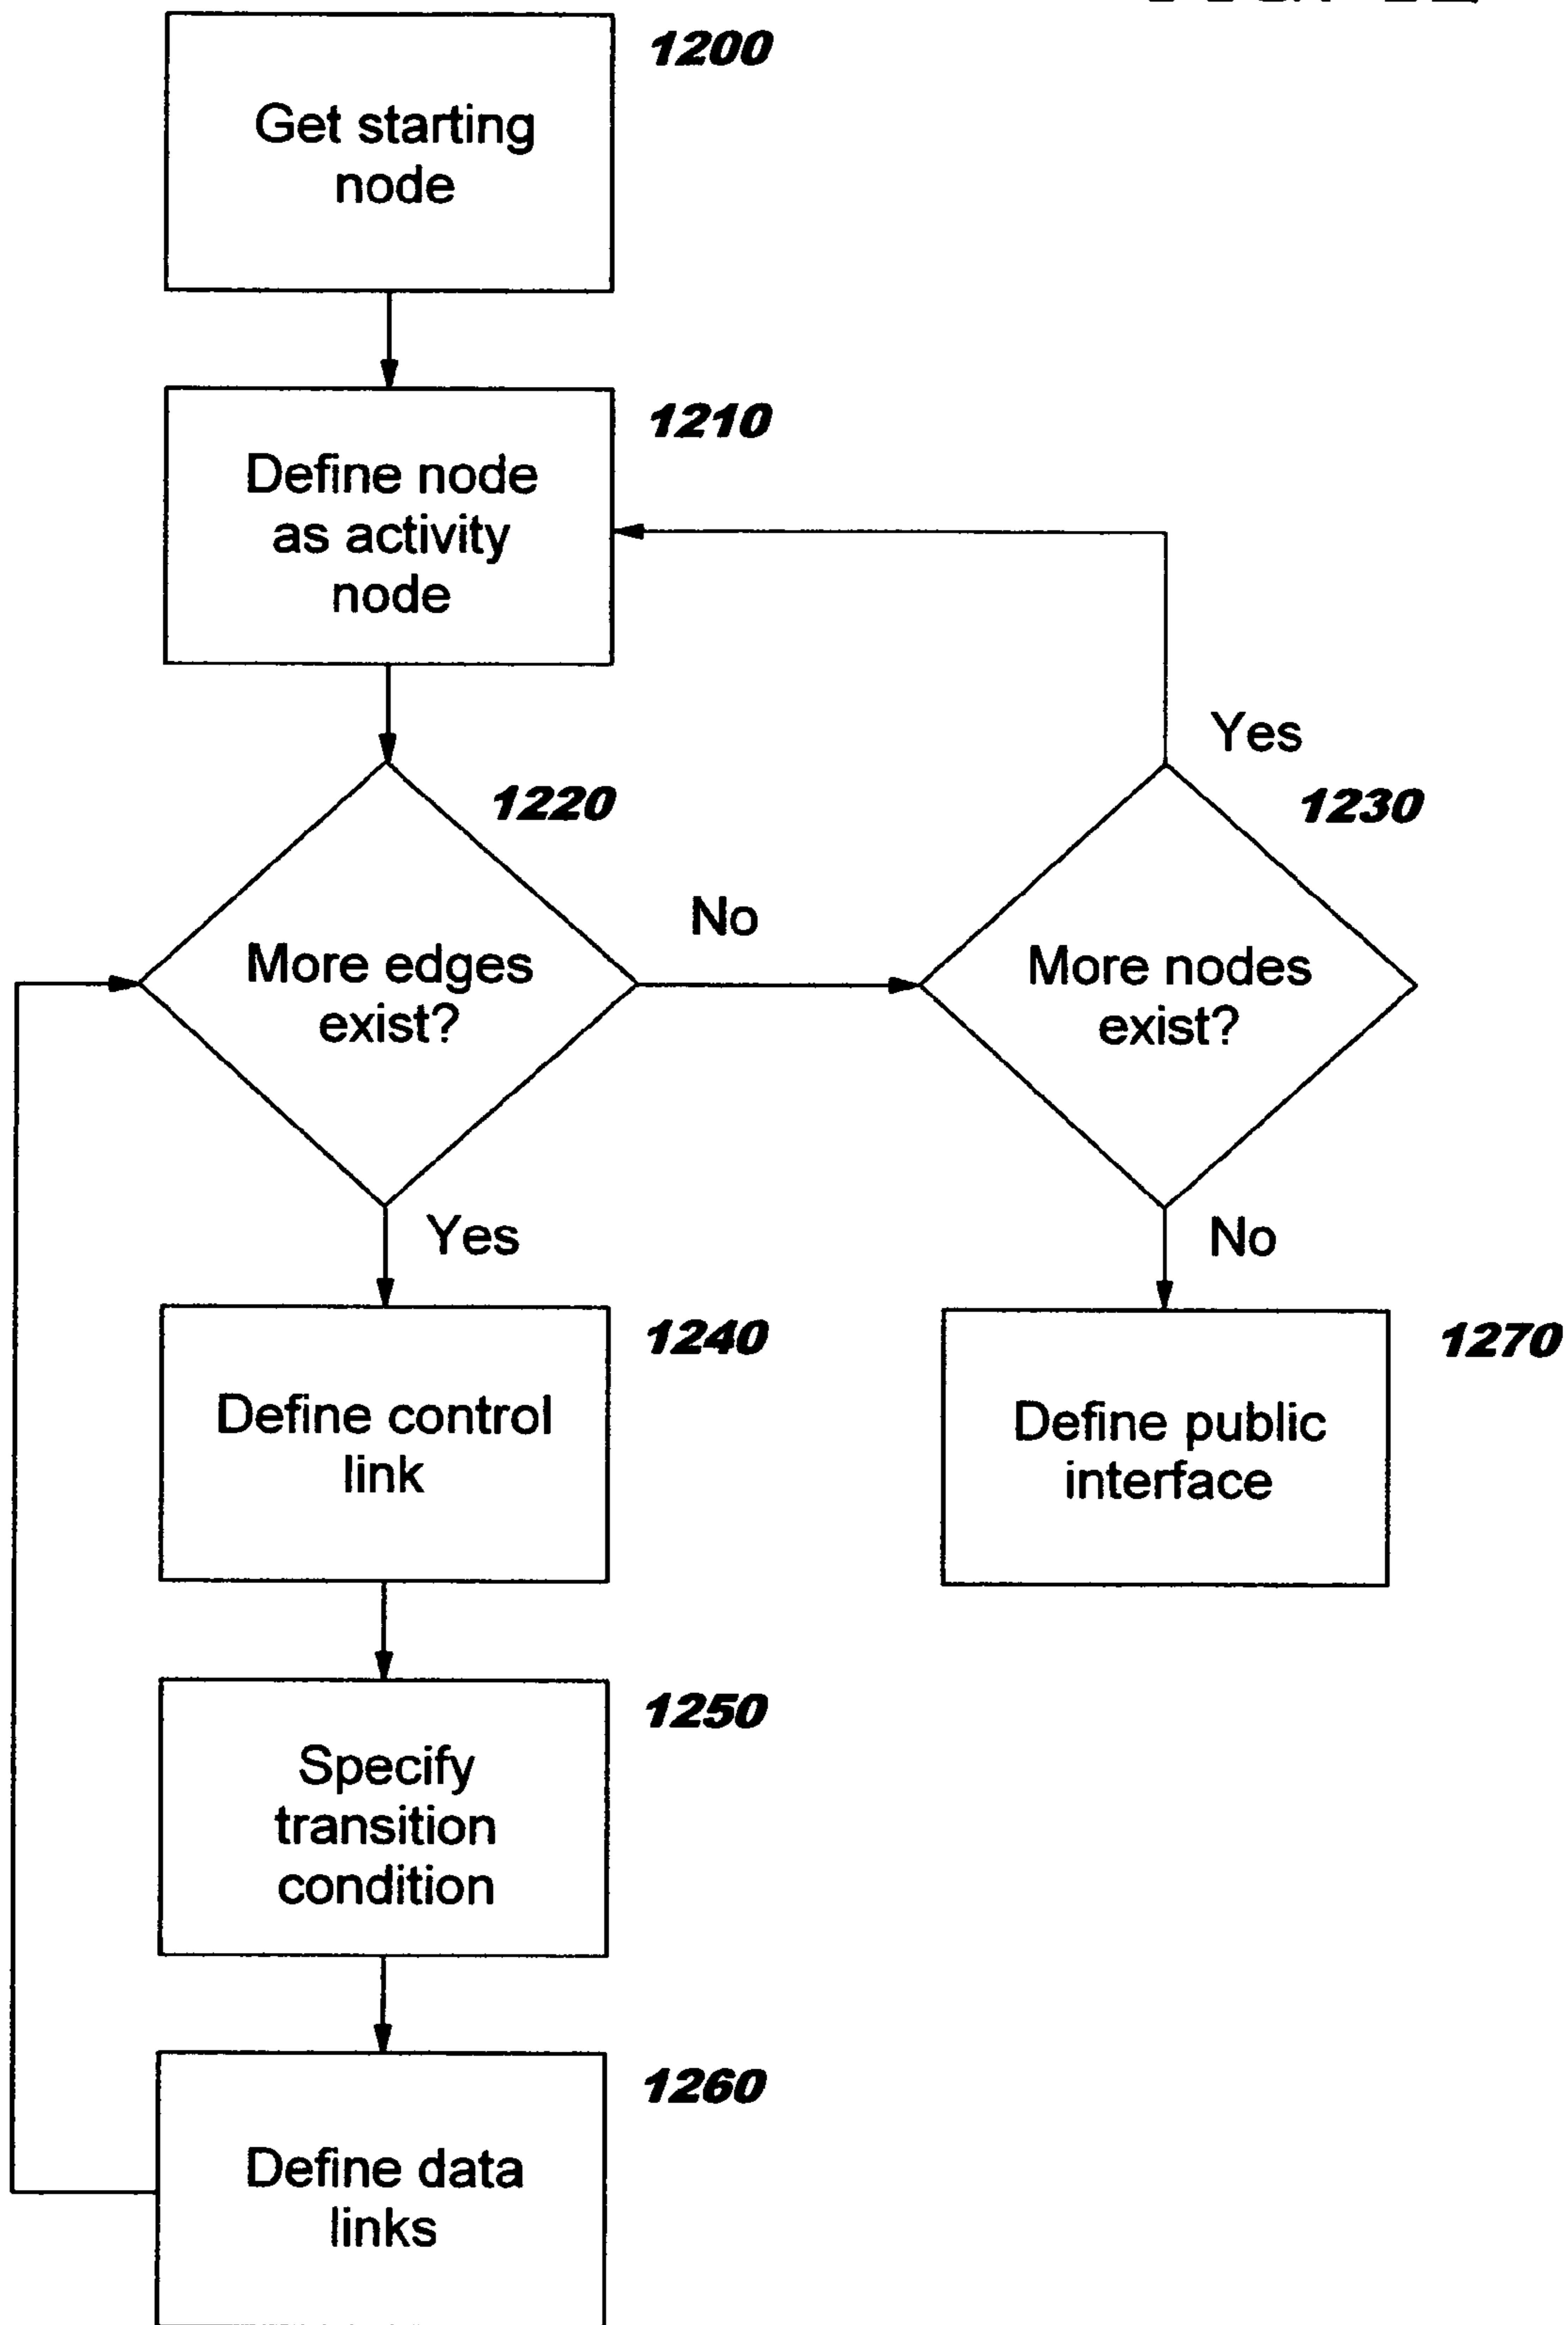 1200
Get starting
node
1210
Define node
as activity
node
Yes
1220
1230
No
More edges
exist?
More nodes
exist?
Yes
No
1240
1270
Define control
link
Define public
interface
1250
Specify
transition
condition
1260
Define data
links